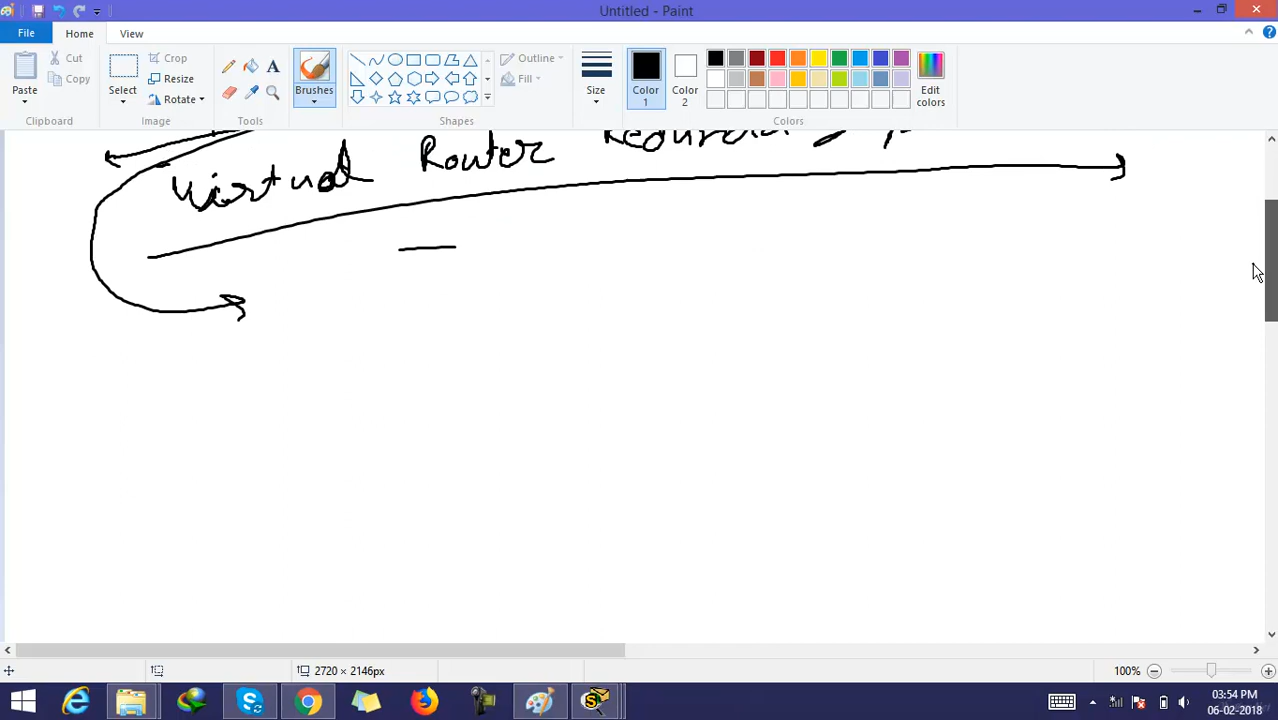 Untitled - Paint
File Home View
Paste
Cut
Copy
Clipboard
Select
Crop
Resize
Rotate
Image
Tools
Brushes
Shapes
Outline
Fill
Size
Color 1
Color 2
Edit colors
Colors
Virtual Router
2720 × 2146px
100%
03:54 PM
06-02-2018